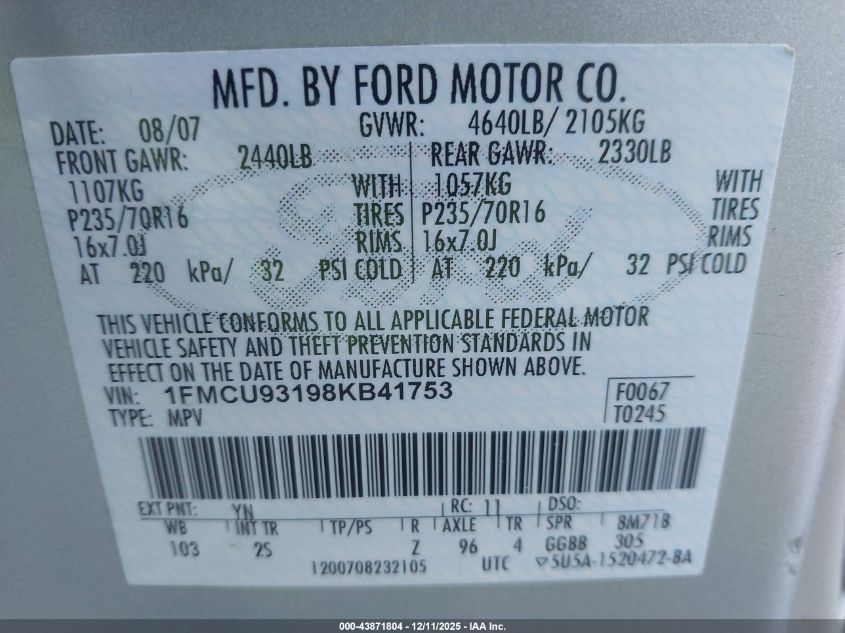 MFD. BY FORD MOTOR CO.
DATE: 08/07 GVWR: 4640LB/ 2105KG
FRONT GAWR: 2440LB REAR GAWR: 2330LB
1107KG WITH 1057KG WITH
P235/70R16 TIRES P235/70R16 TIRES
16x7.0J RIMS 16x7.0J RIMS
AT 220 kPa/ 32 PSI COLD AT 220 kPa/ 32 PSI COLD
THIS VEHICLE CONFORMS TO ALL APPLICABLE FEDERAL MOTOR
VEHICLE SAFETY AND THEFT PREVENTION STANDARDS IN
EFFECT ON THE DATE OF MANUFACTURE SHOWN ABOVE.
VIN: 1FMCU93198KB41753 F0067
TYPE: MPV T0245
EXT PNT: YN RC: 11 DSO:
WB INT TR TP/PS R AXLE TR SPR 8M71B
103 2S Z 96 4 GGBB 305
1200708232105 UTC ▽5U5A-1520472-BA
000-43871804 - 12/11/2025 - IAA Inc.